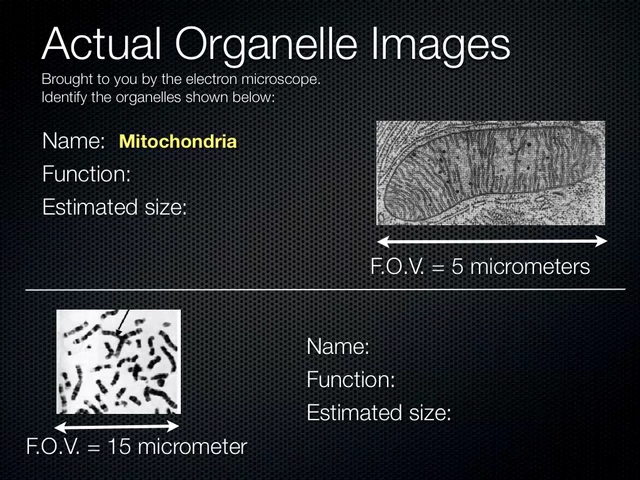 Actual Organelle Images
Brought to you by the electron microscope.
Identify the organelles shown below:
Name: Mitochondria
Function:
Estimated size:
F.O.V. = 5 micrometers
Name:
Function:
Estimated size:
F.O.V. = 15 micrometer